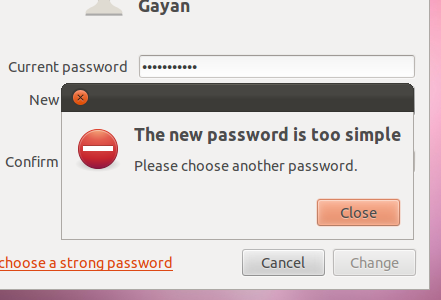 Gayan
Current password
•••••••••••
New
The new password is too simple
Please choose another password.
Confirm
Close
choose a strong password
Cancel
Change